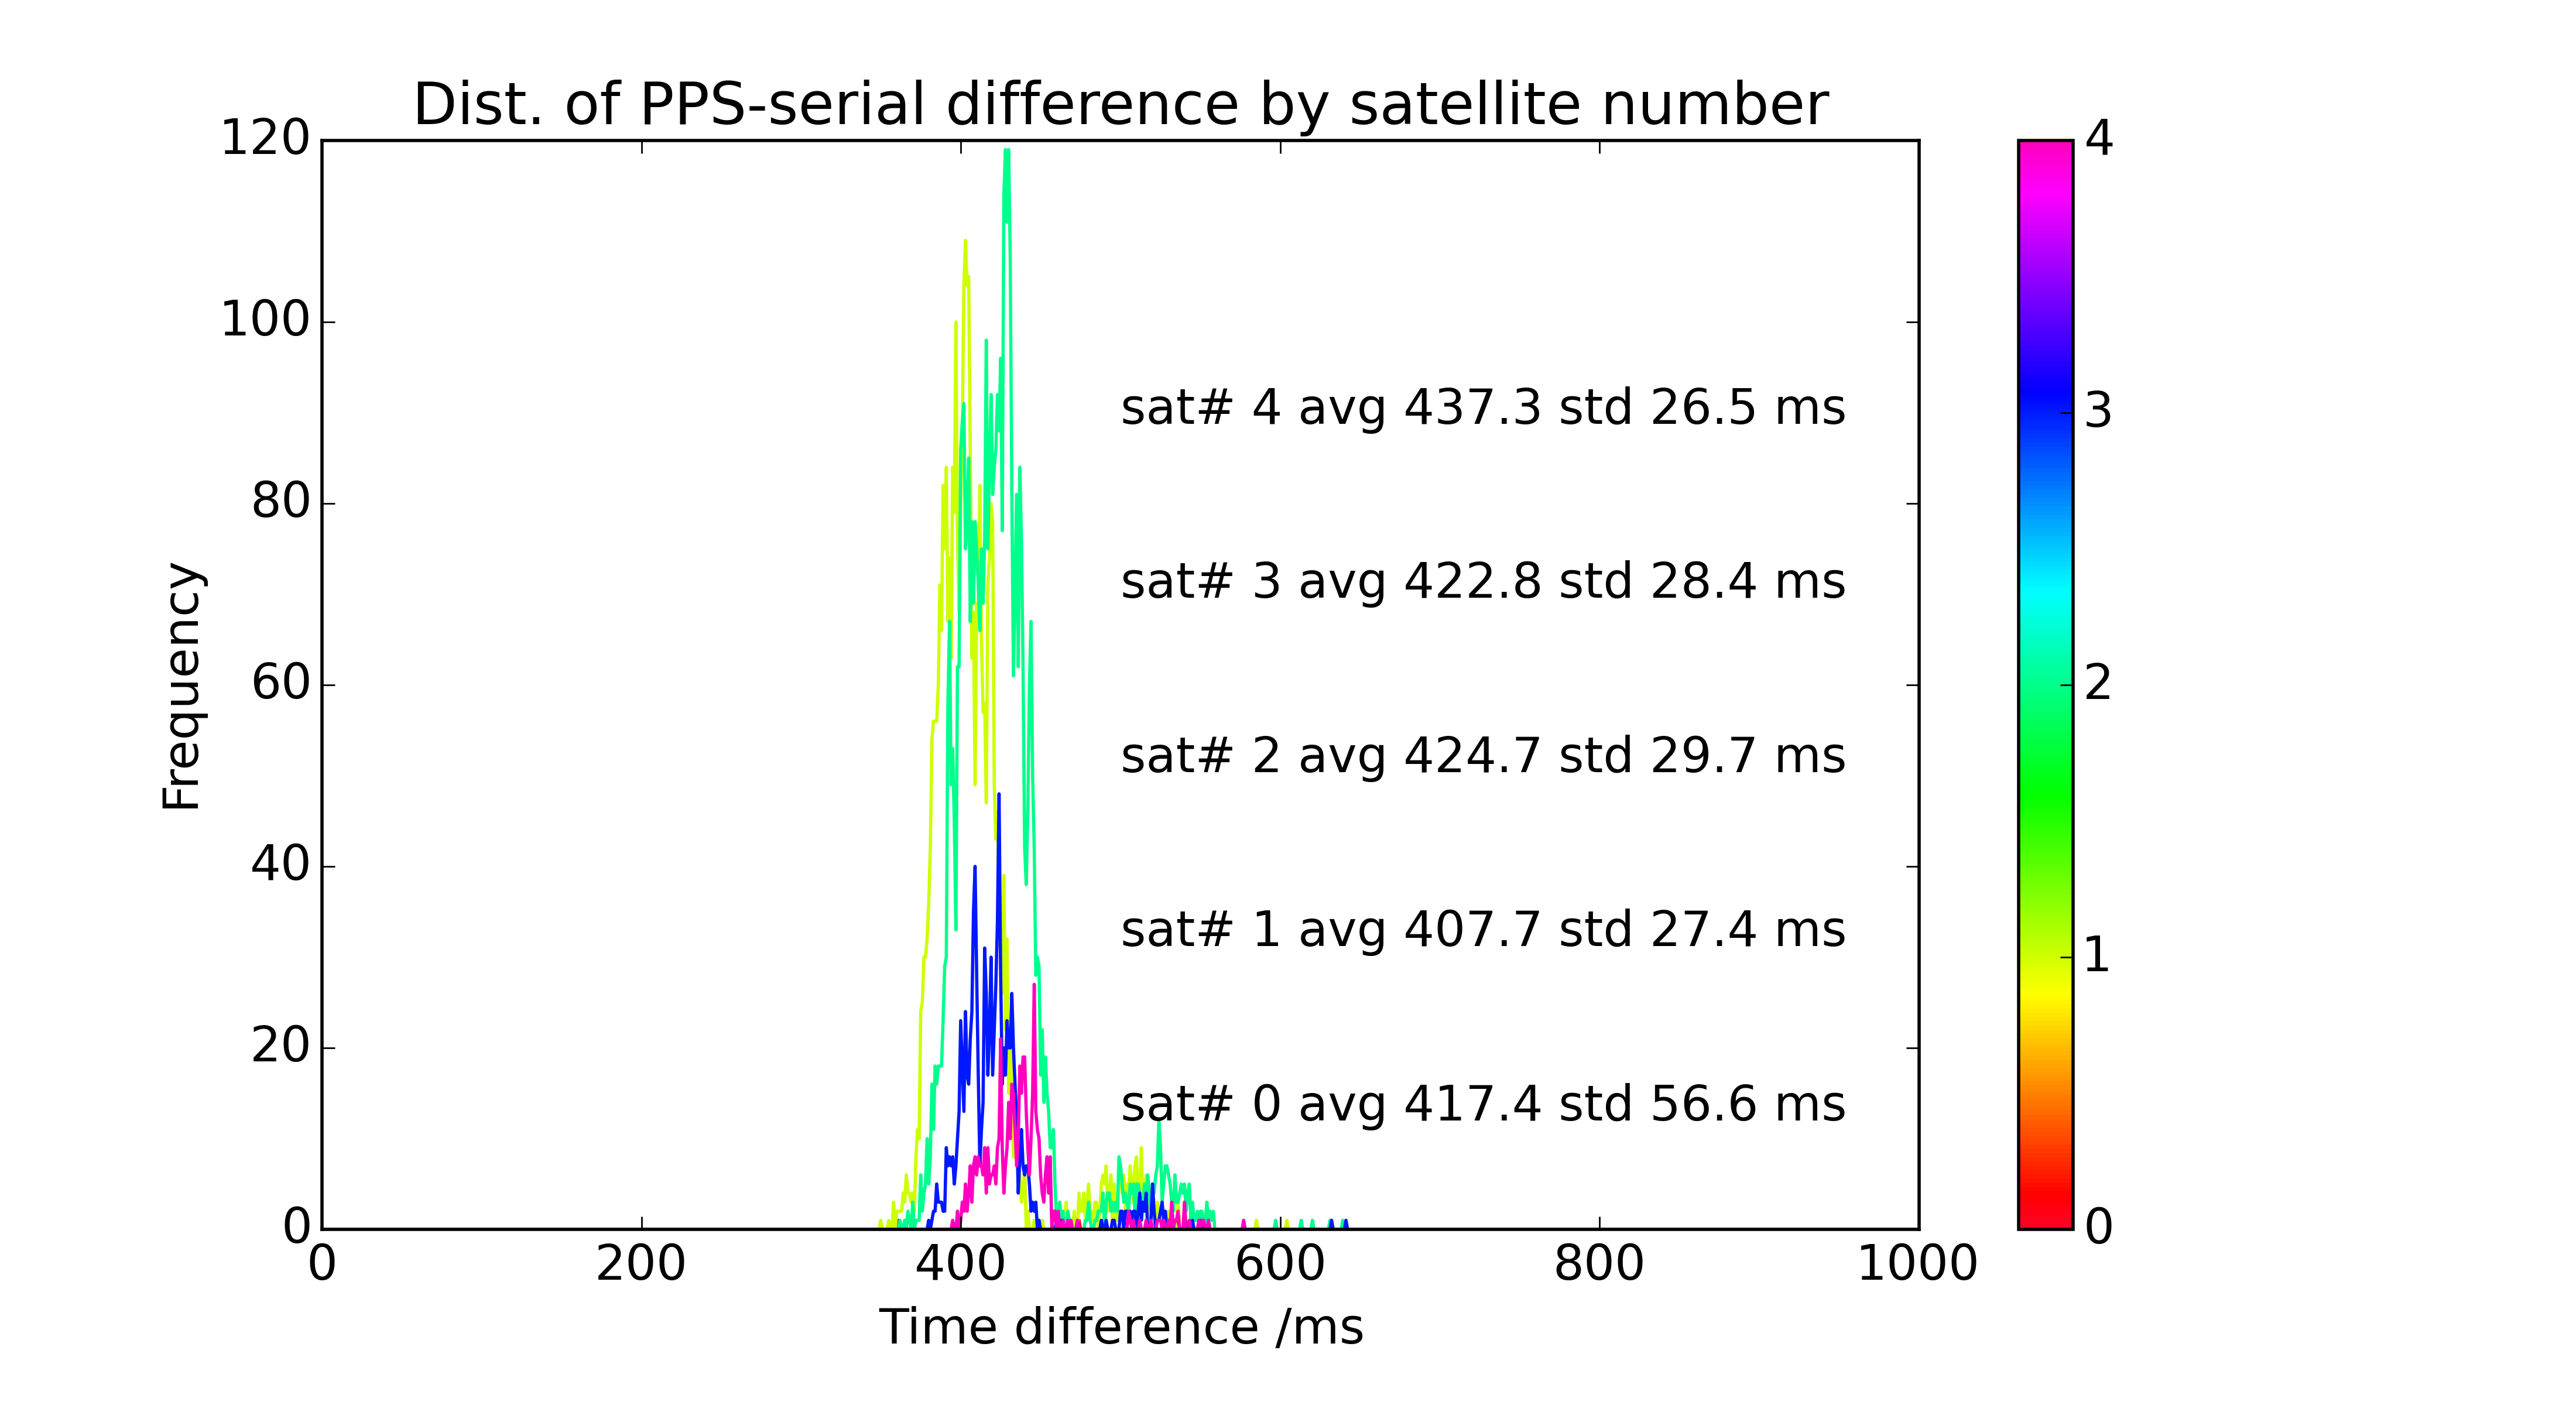 Dist. of PPS-serial difference by satellite number
120
100
80
60
40
20
0
Frequency
sat# 4 avg 437.3 std 26.5 ms
sat# 3 avg 422.8 std 28.4 ms
sat# 2 avg 424.7 std 29.7 ms
sat# 1 avg 407.7 std 27.4 ms
sat# 0 avg 417.4 std 56.6 ms
0 200 400 600 800 1000
Time difference /ms
4
3
2
1
0